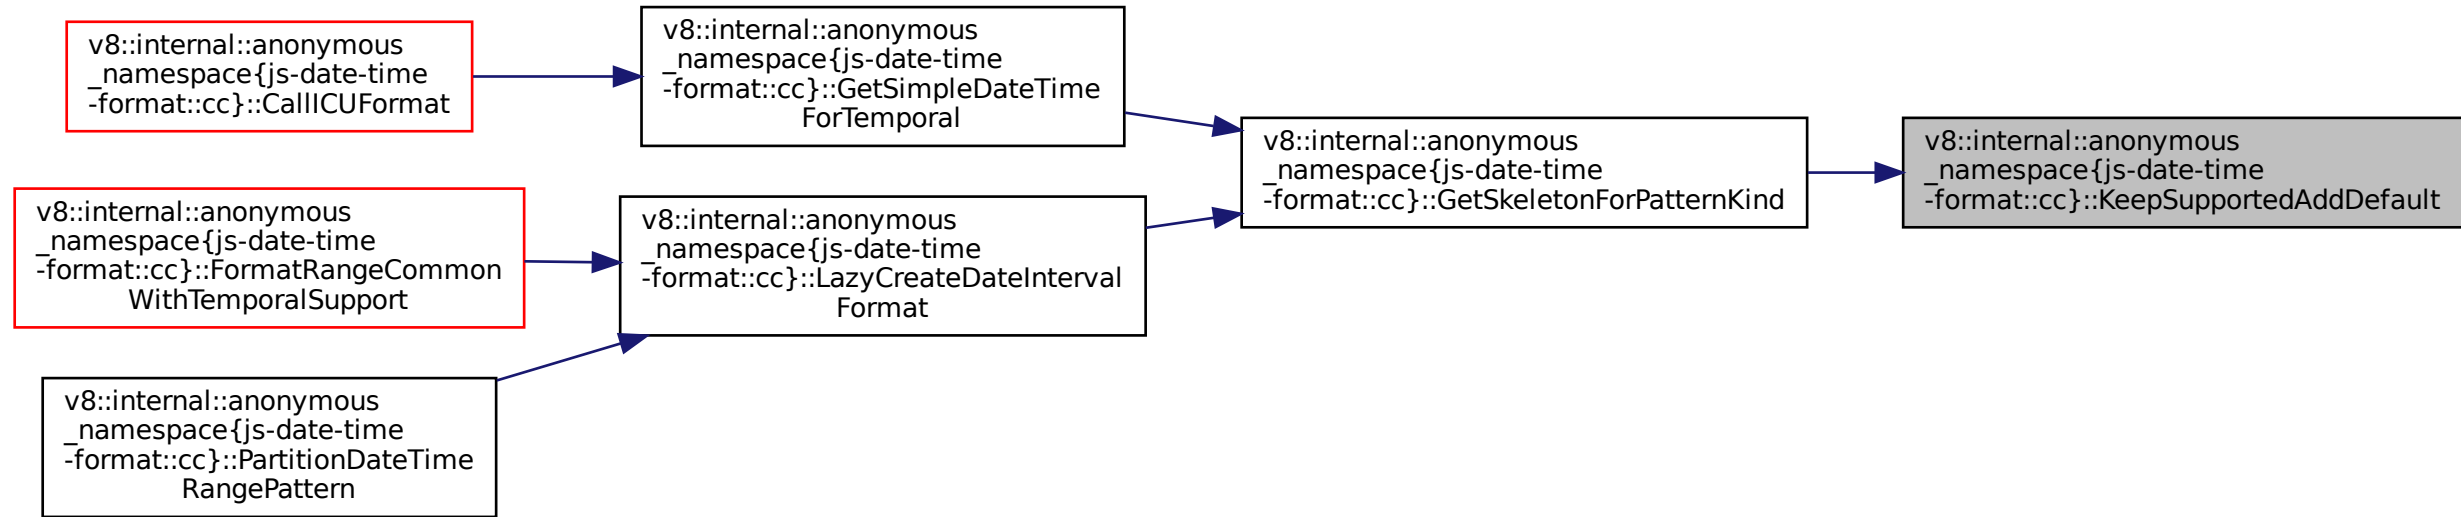 v8::internal::anonymous
_namespace{js-date-time
-format::cc}::CallICUFormat
v8::internal::anonymous
_namespace{js-date-time
-format::cc}::GetSimpleDateTime
ForTemporal
v8::internal::anonymous
_namespace{js-date-time
-format::cc}::FormatRangeCommon
WithTemporalSupport
v8::internal::anonymous
_namespace{js-date-time
-format::cc}::LazyCreateDateInterval
Format
v8::internal::anonymous
_namespace{js-date-time
-format::cc}::PartitionDateTime
RangePattern
v8::internal::anonymous
_namespace{js-date-time
-format::cc}::GetSkeletonForPatternKind
v8::internal::anonymous
_namespace{js-date-time
-format::cc}::KeepSupportedAddDefault